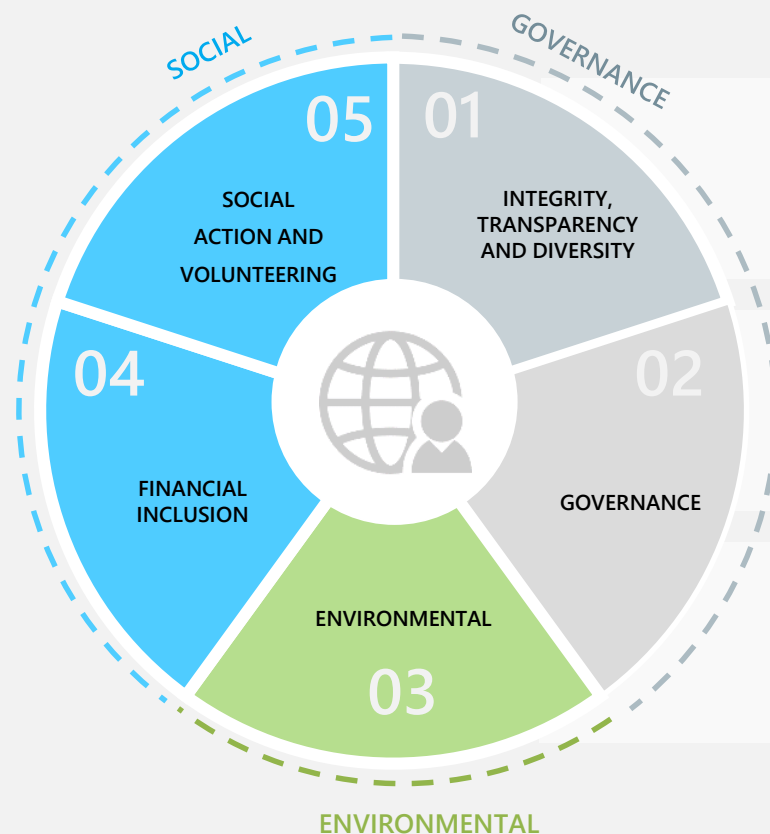 SOCIAL
GOVERNANCE
05
01
SOCIAL
ACTION AND
VOLUNTEERING
INTEGRITY,
TRANSPARENCY
AND DIVERSITY
04
02
FINANCIAL
INCLUSION
GOVERNANCE
ENVIRONMENTAL
03
ENVIRONMENTAL